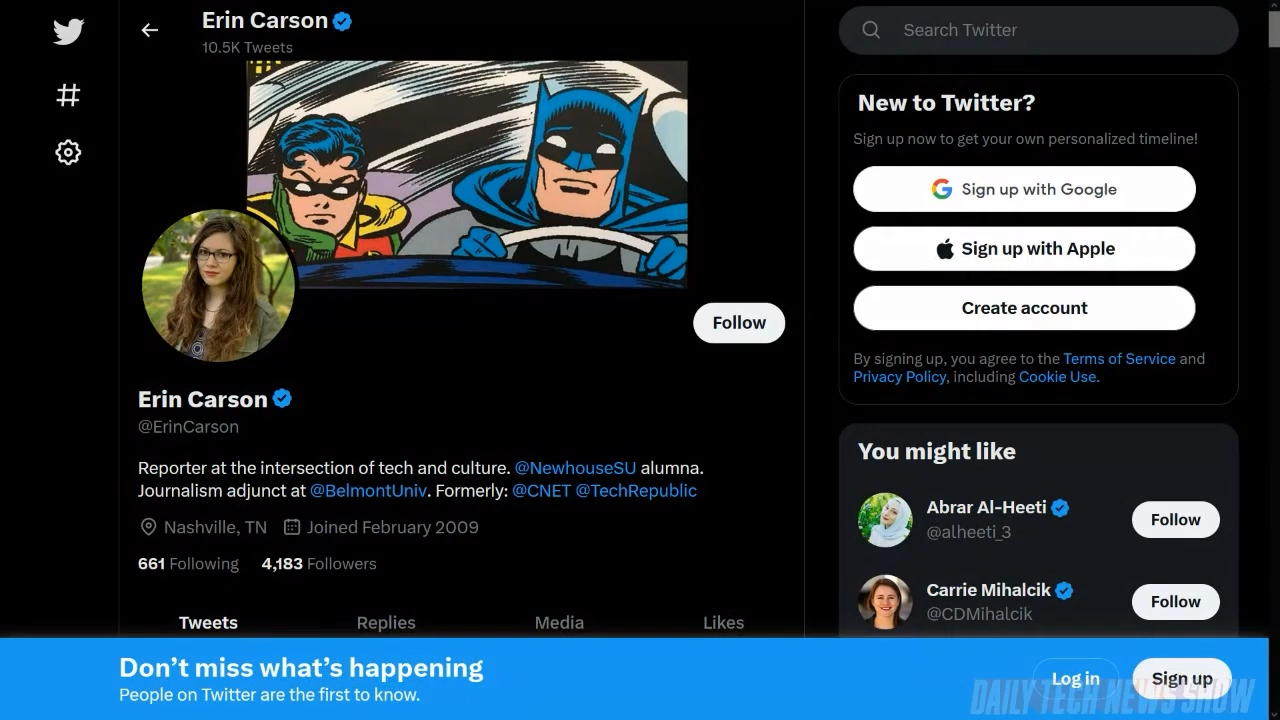 Erin Carson
10.5K Tweets
Follow
Erin Carson
@ErinCarson
Reporter at the intersection of tech and culture. @NewhouseSU alumna.
Journalism adjunct at @BelmontUniv. Formerly: @CNET @TechRepublic
Nashville, TN Joined February 2009
661 Following 4,183 Followers
Tweets Replies Media Likes
Search Twitter
New to Twitter?
Sign up now to get your own personalized timeline!
Sign up with Google
Sign up with Apple
Create account
By signing up, you agree to the Terms of Service and
Privacy Policy, including Cookie Use.
You might like
Abrar Al-Heeti
@alheeti_3
Follow
Carrie Mihalcik
@CDMihalcik
Follow
Don’t miss what’s happening
People on Twitter are the first to know.
Log in
Sign up
DAILY TECH NEWS SHOW